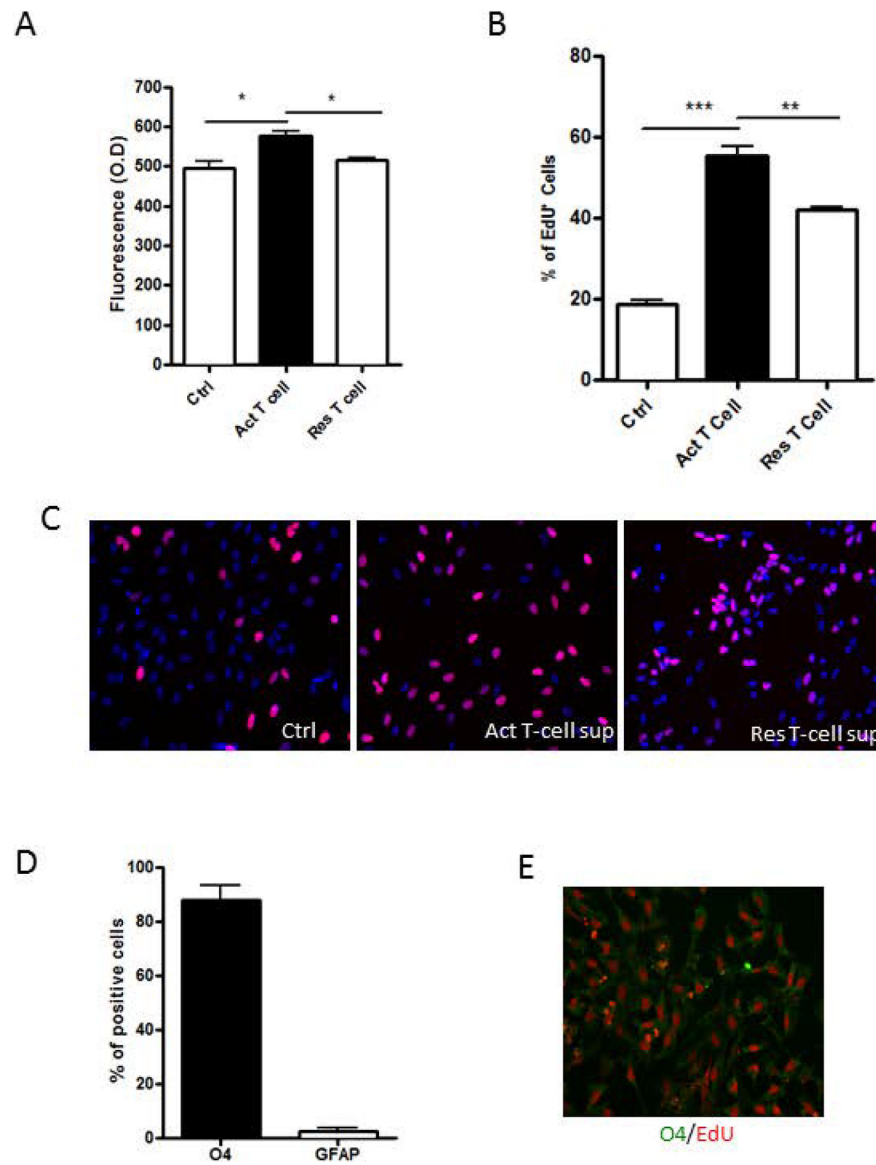 A
Fluorescence (O.D)
700
600
500
400
300
200
100
0
*
*
Ctrl
Act T cell
Res T cell
B
% of EdU+ Cells
80
60
40
20
0
***
**
Ctrl
Act T Cell
Res T Cell
C
Ctrl
Act T-cell sup
Res T-cell sup
D
% of positive cells
100
80
60
40
20
0
O4
GFAP
E
O4/EdU